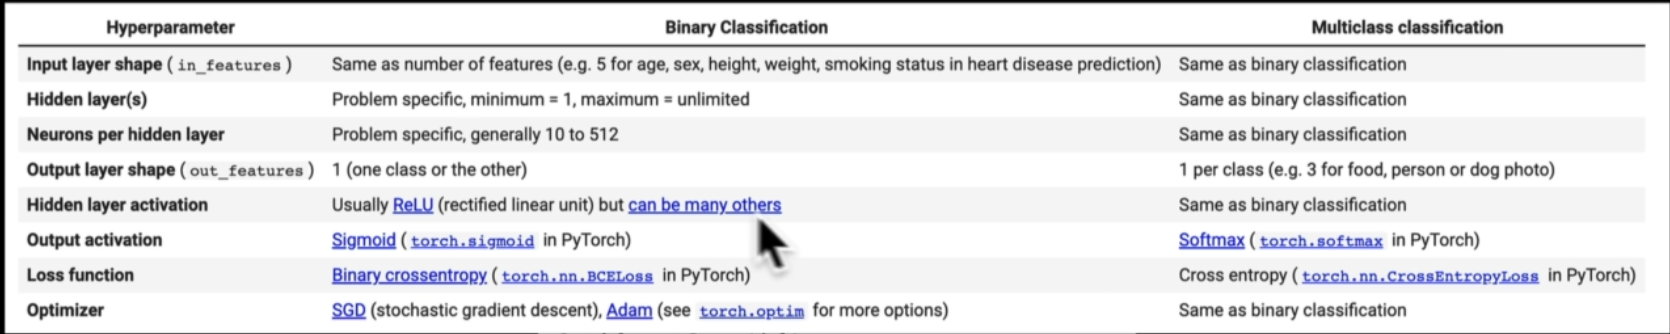 Hyperparameter Binary Classification Multiclass classification
Input layer shape ( in_features ) Same as number of features (e.g. 5 for age, sex, height, weight, smoking status in heart disease prediction) Same as binary classification
Hidden layer(s) Problem specific, minimum = 1, maximum = unlimited Same as binary classification
Neurons per hidden layer Problem specific, generally 10 to 512 Same as binary classification
Output layer shape ( out_features ) 1 (one class or the other) 1 per class (e.g. 3 for food, person or dog photo)
Hidden layer activation Usually ReLU (rectified linear unit) but can be many others Same as binary classification
Output activation Sigmoid ( torch.sigmoid in PyTorch) Softmax ( torch.softmax in PyTorch)
Loss function Binary crossentropy ( torch.nn.BCELoss in PyTorch) Cross entropy ( torch.nn.CrossEntropyLoss in PyTorch)
Optimizer SGD (stochastic gradient descent), Adam (see torch.optim for more options) Same as binary classification